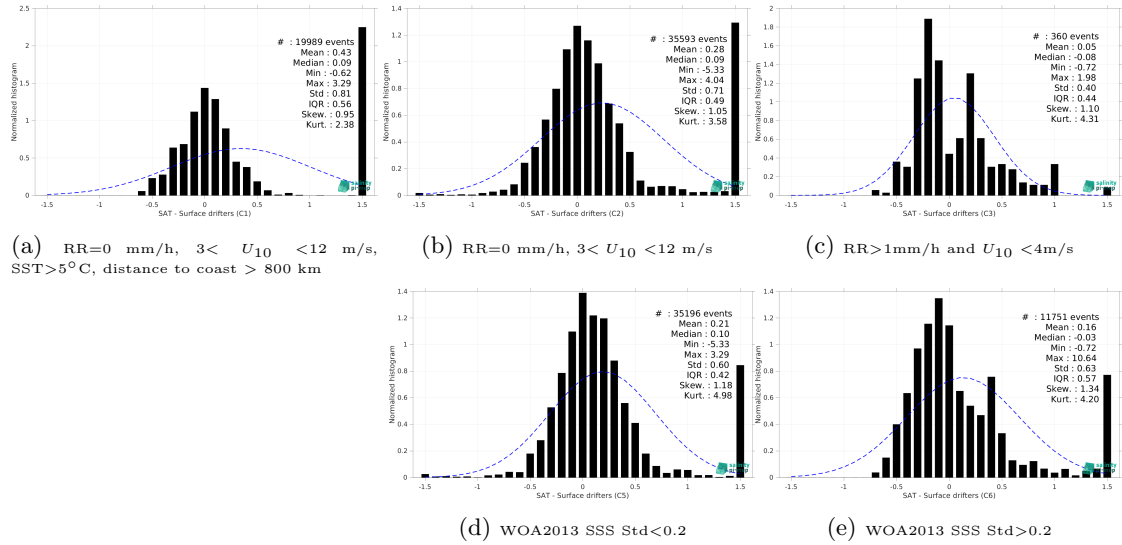 2.5
2
1.5
1
0.5
0
Normalized histogram
# : 19989 events
Mean : 0.43
Median : 0.09
Min : -0.62
Max : 3.29
Std : 0.81
IQR : 0.56
Skew. : 0.95
Kurt. : 2.38
-1.5 -1 -0.5 0 0.5 1 1.5
SAT - Surface drifters (C1)
(a) RR=0 mm/h, 3< U10 <12 m/s,
SST>5°C, distance to coast > 800 km
1.4
1.2
1
0.8
0.6
0.4
0.2
0
Normalized histogram
# : 35593 events
Mean : 0.28
Median : 0.09
Min : -5.33
Max : 4.04
Std : 0.71
IQR : 0.49
Skew. : 1.05
Kurt. : 3.58
-1.5 -1 -0.5 0 0.5 1 1.5
SAT - Surface drifters (C2)
(b) RR=0 mm/h, 3< U10 <12 m/s
2
1.8
1.6
1.4
1.2
1
0.8
0.6
0.4
0.2
0
Normalized histogram
# : 360 events
Mean : 0.05
Median : -0.08
Min : -0.72
Max : 1.98
Std : 0.40
IQR : 0.44
Skew. : 1.10
Kurt. : 4.31
salinity
-1.5 -1 -0.5 0 0.5 1 1.5
SAT - Surface drifters (C3)
(c) RR>1mm/h and U10 <4m/s
1.4
1.2
1
0.8
0.6
0.4
0.2
0
Normalized histogram
# : 35196 events
Mean : 0.21
Median : 0.10
Min : -5.33
Max : 3.29
Std : 0.60
IQR : 0.42
Skew. : 1.18
Kurt. : 4.98
-1.5 -1 -0.5 0 0.5 1 1.5
SAT - Surface drifters (C5)
(d) WOA2013 SSS Std<0.2
1.4
1.2
1
0.8
0.6
0.4
0.2
0
Normalized histogram
# : 11751 events
Mean : 0.16
Median : -0.03
Min : -0.72
Max : 10.64
Std : 0.63
IQR : 0.57
Skew. : 1.34
Kurt. : 4.20
-1.5 -1 -0.5 0 0.5 1 1.5
SAT - Surface drifters (C6)
(e) WOA2013 SSS Std>0.2